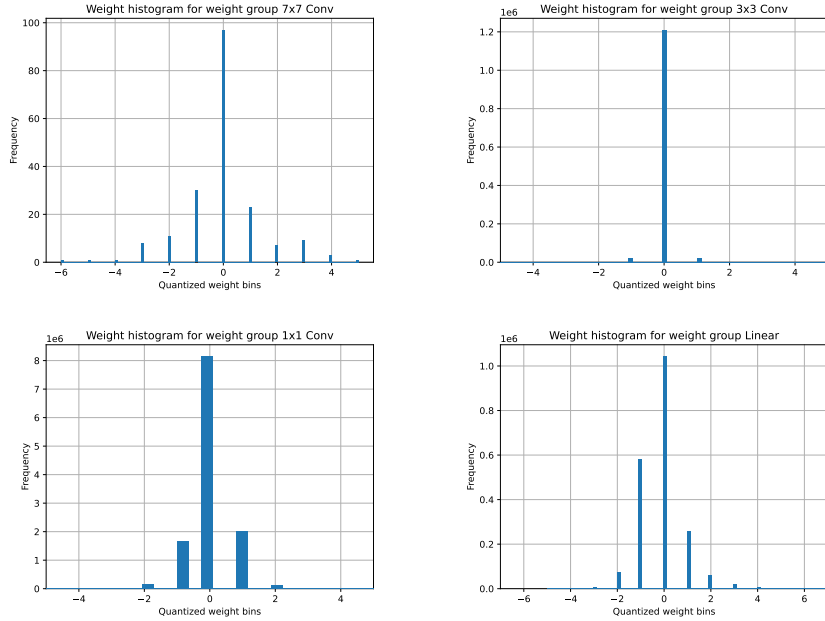 Weight histogram for weight group 7x7 Conv
100
80
60
40
20
0
Frequency
−6 −4 −2 0 2 4
Quantized weight bins
Weight histogram for weight group 3x3 Conv
1e6
1.2
1.0
0.8
0.6
0.4
0.2
0.0
Frequency
−4 −2 0 2 4
Quantized weight bins
Weight histogram for weight group 1x1 Conv
1e6
8
7
6
5
4
3
2
1
0
Frequency
−4 −2 0 2 4
Quantized weight bins
Weight histogram for weight group Linear
1e6
1.0
0.8
0.6
0.4
0.2
0.0
Frequency
−6 −4 −2 0 2 4 6
Quantized weight bins